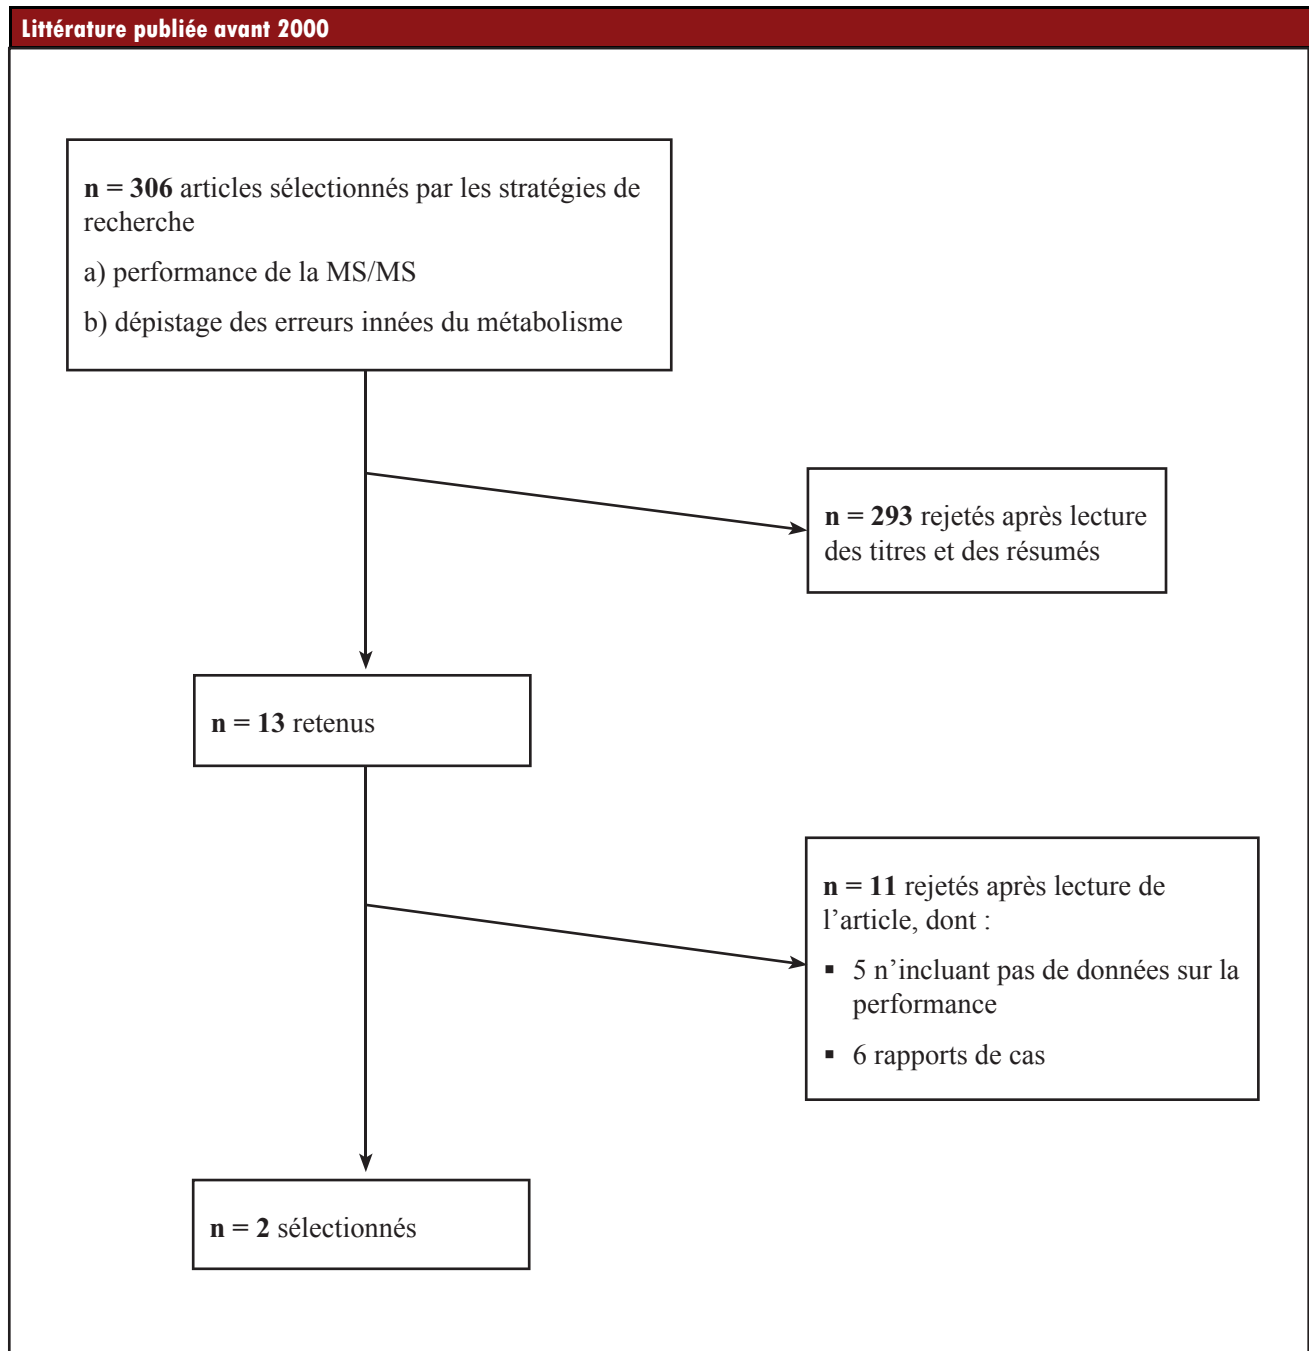 Littérature publiée avant 2000
n = 306 articles sélectionnés par les stratégies de
recherche
a) performance de la MS/MS
b) dépistage des erreurs innées du métabolisme
n = 293 rejetés après lecture
des titres et des résumés
n = 13 retenus
n = 11 rejetés après lecture de
l’article, dont :
▪ 5 n’incluant pas de données sur la
performance
▪ 6 rapports de cas
n = 2 sélectionnés